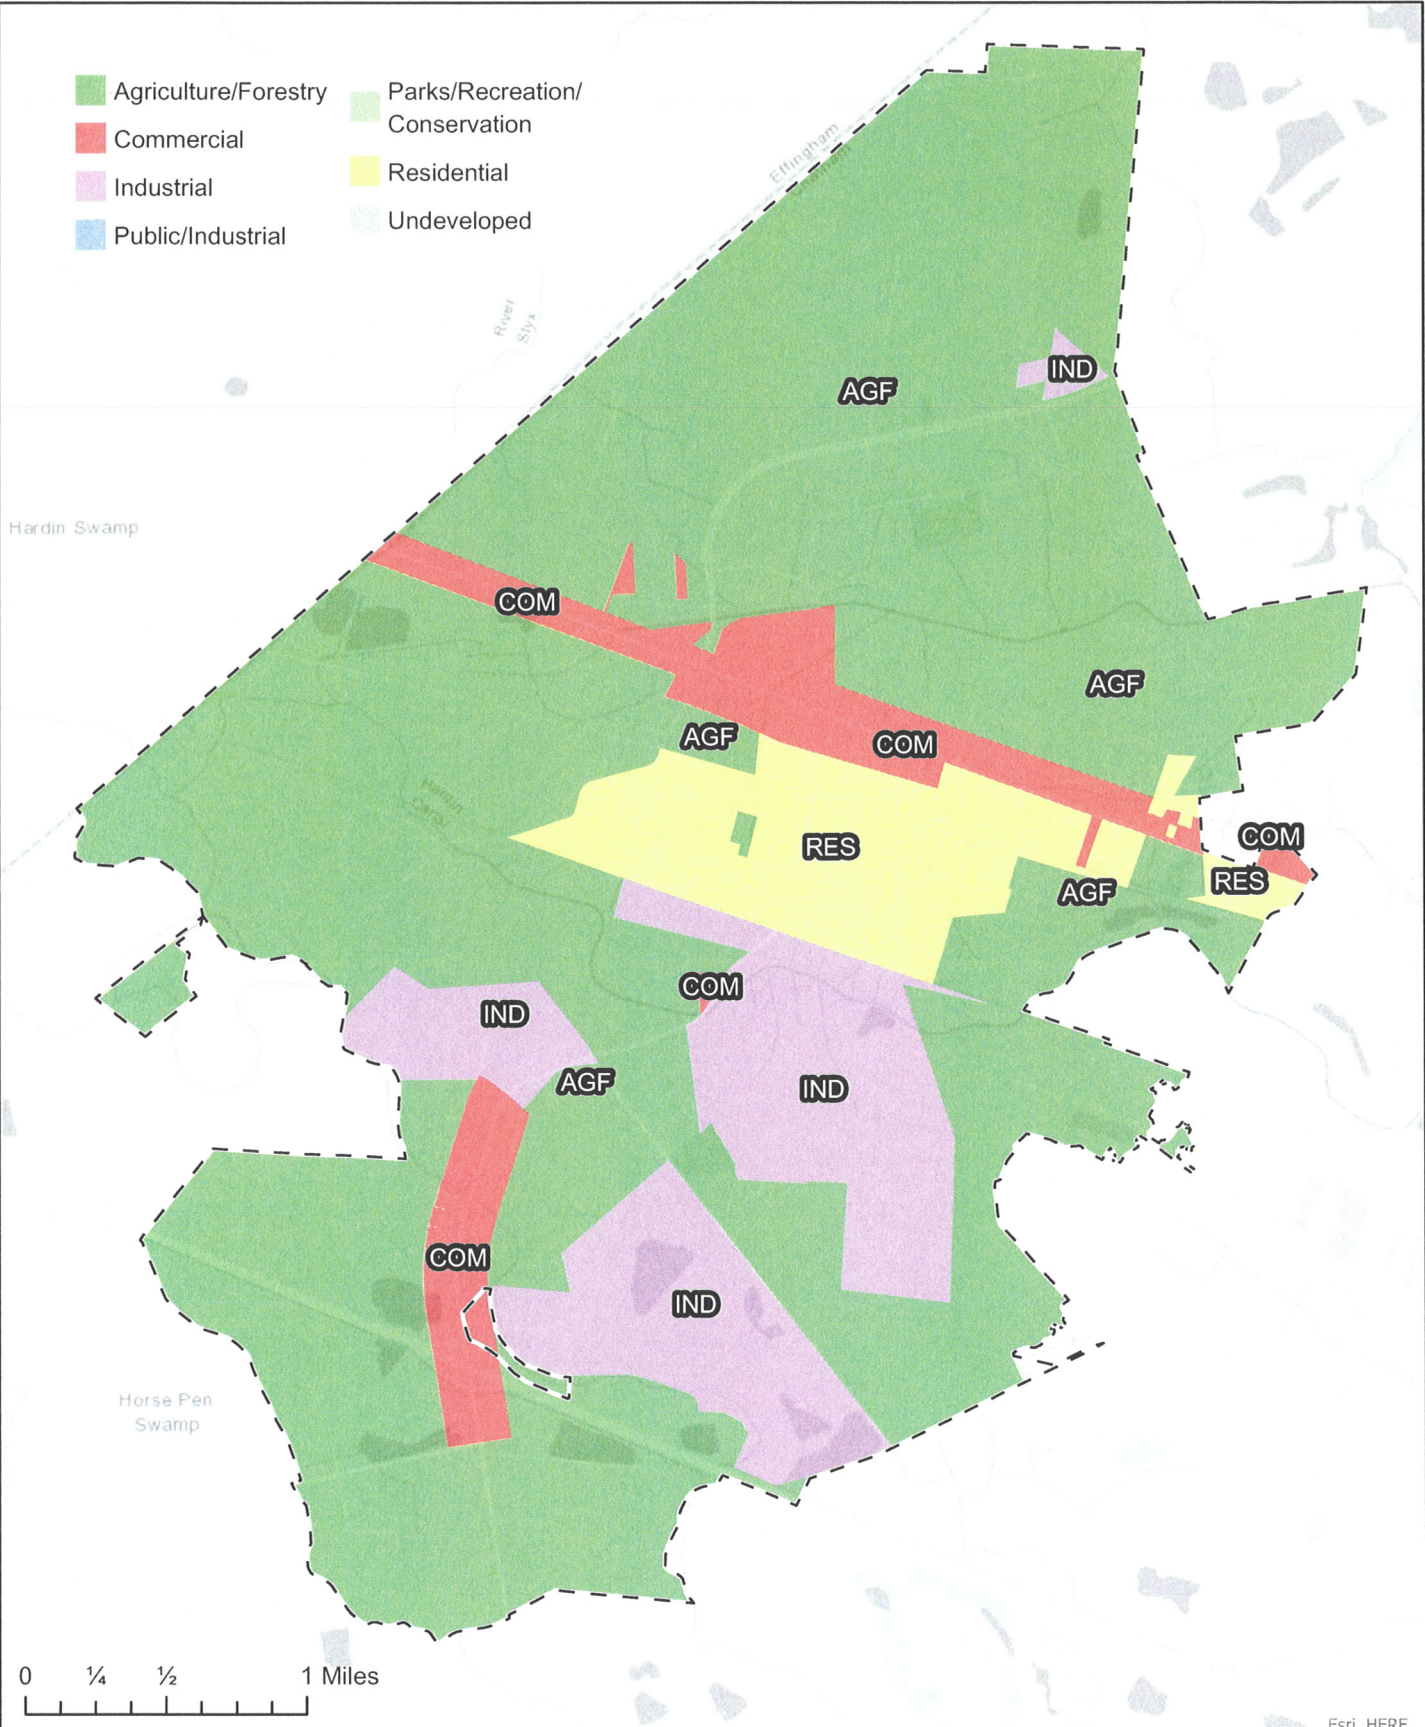 Agriculture/Forestry
Commercial
Industrial
Public/Industrial
Parks/Recreation/
Conservation
Residential
Undeveloped
Effingham
River
Styx
AGF
IND
Hardin Swamp
COM
AGF
AGF
COM
RES
COM
RES
AGF
COM
IND
AGF
IND
COM
IND
Horse Pen
Swamp
0 ¼ ½ 1 Miles
Esri, HERE